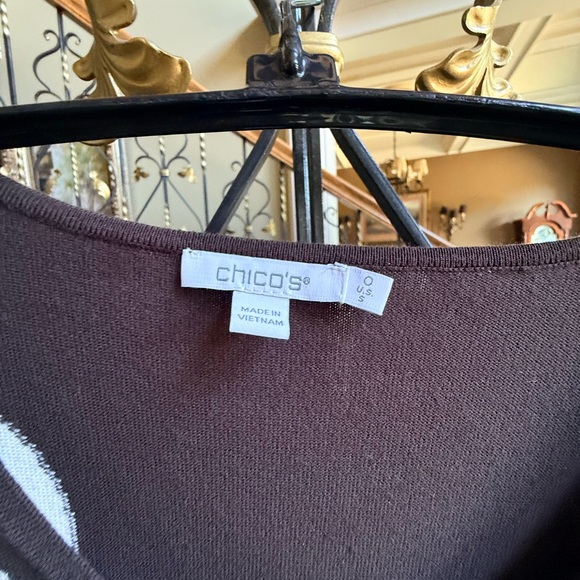 chico's®
0
U.S.
S
MADE IN
VIETNAM